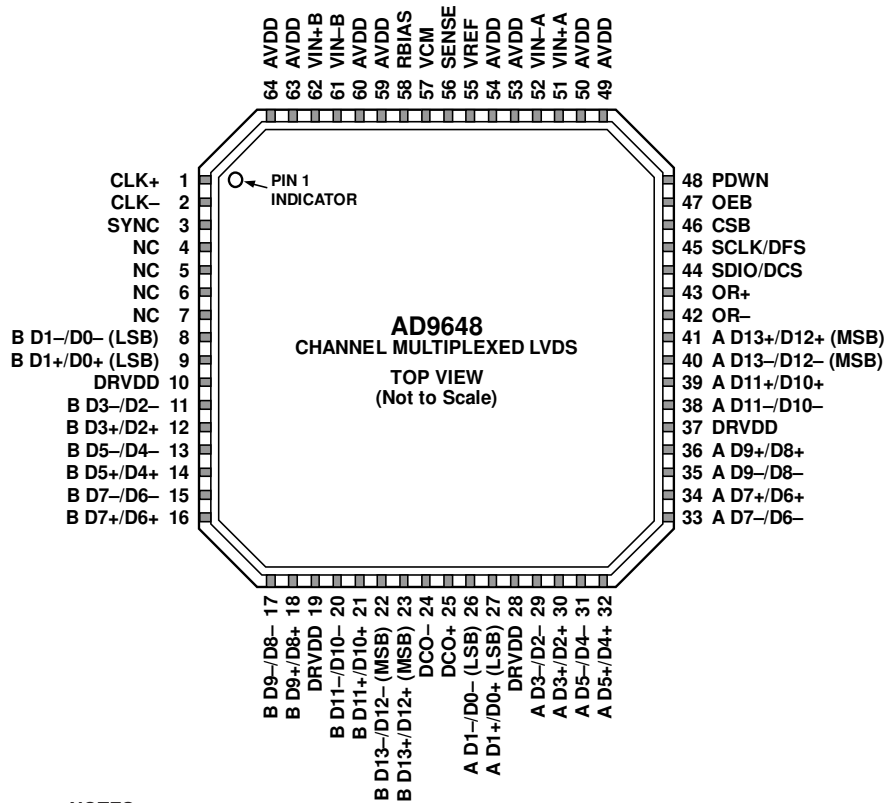 64 AVDD
63 AVDD
62 VIN+B
61 VIN–B
60 AVDD
59 AVDD
58 RBIAS
57 VCM
56 SENSE
55 VREF
54 AVDD
53 AVDD
52 VIN–A
51 VIN+A
50 AVDD
49 AVDD
CLK+ 1
CLK– 2
SYNC 3
NC 4
NC 5
NC 6
NC 7
B D1–/D0– (LSB) 8
B D1+/D0+ (LSB) 9
DRVDD 10
B D3–/D2– 11
B D3+/D2+ 12
B D5–/D4– 13
B D5+/D4+ 14
B D7–/D6– 15
B D7+/D6+ 16
PIN 1
INDICATOR
AD9648
CHANNEL MULTIPLEXED LVDS
TOP VIEW
(Not to Scale)
48 PDWN
47 OEB
46 CSB
45 SCLK/DFS
44 SDIO/DCS
43 OR+
42 OR–
41 A D13+/D12+ (MSB)
40 A D13–/D12– (MSB)
39 A D11+/D10+
38 A D11–/D10–
37 DRVDD
36 A D9+/D8+
35 A D9–/D8–
34 A D7+/D6+
33 A D7–/D6–
B D9–/D8– 17
B D9+/D8+ 18
DRVDD 19
B D11–/D10– 20
B D11+/D10+ 21
B D13–/D12– (MSB) 22
B D13+/D12+ (MSB) 23
DCO– 24
DCO+ 25
A D1–/D0– (LSB) 26
A D1+/D0+ (LSB) 27
DRVDD 28
A D3–/D2– 29
A D3+/D2+ 30
A D5–/D4– 31
A D5+/D4+ 32